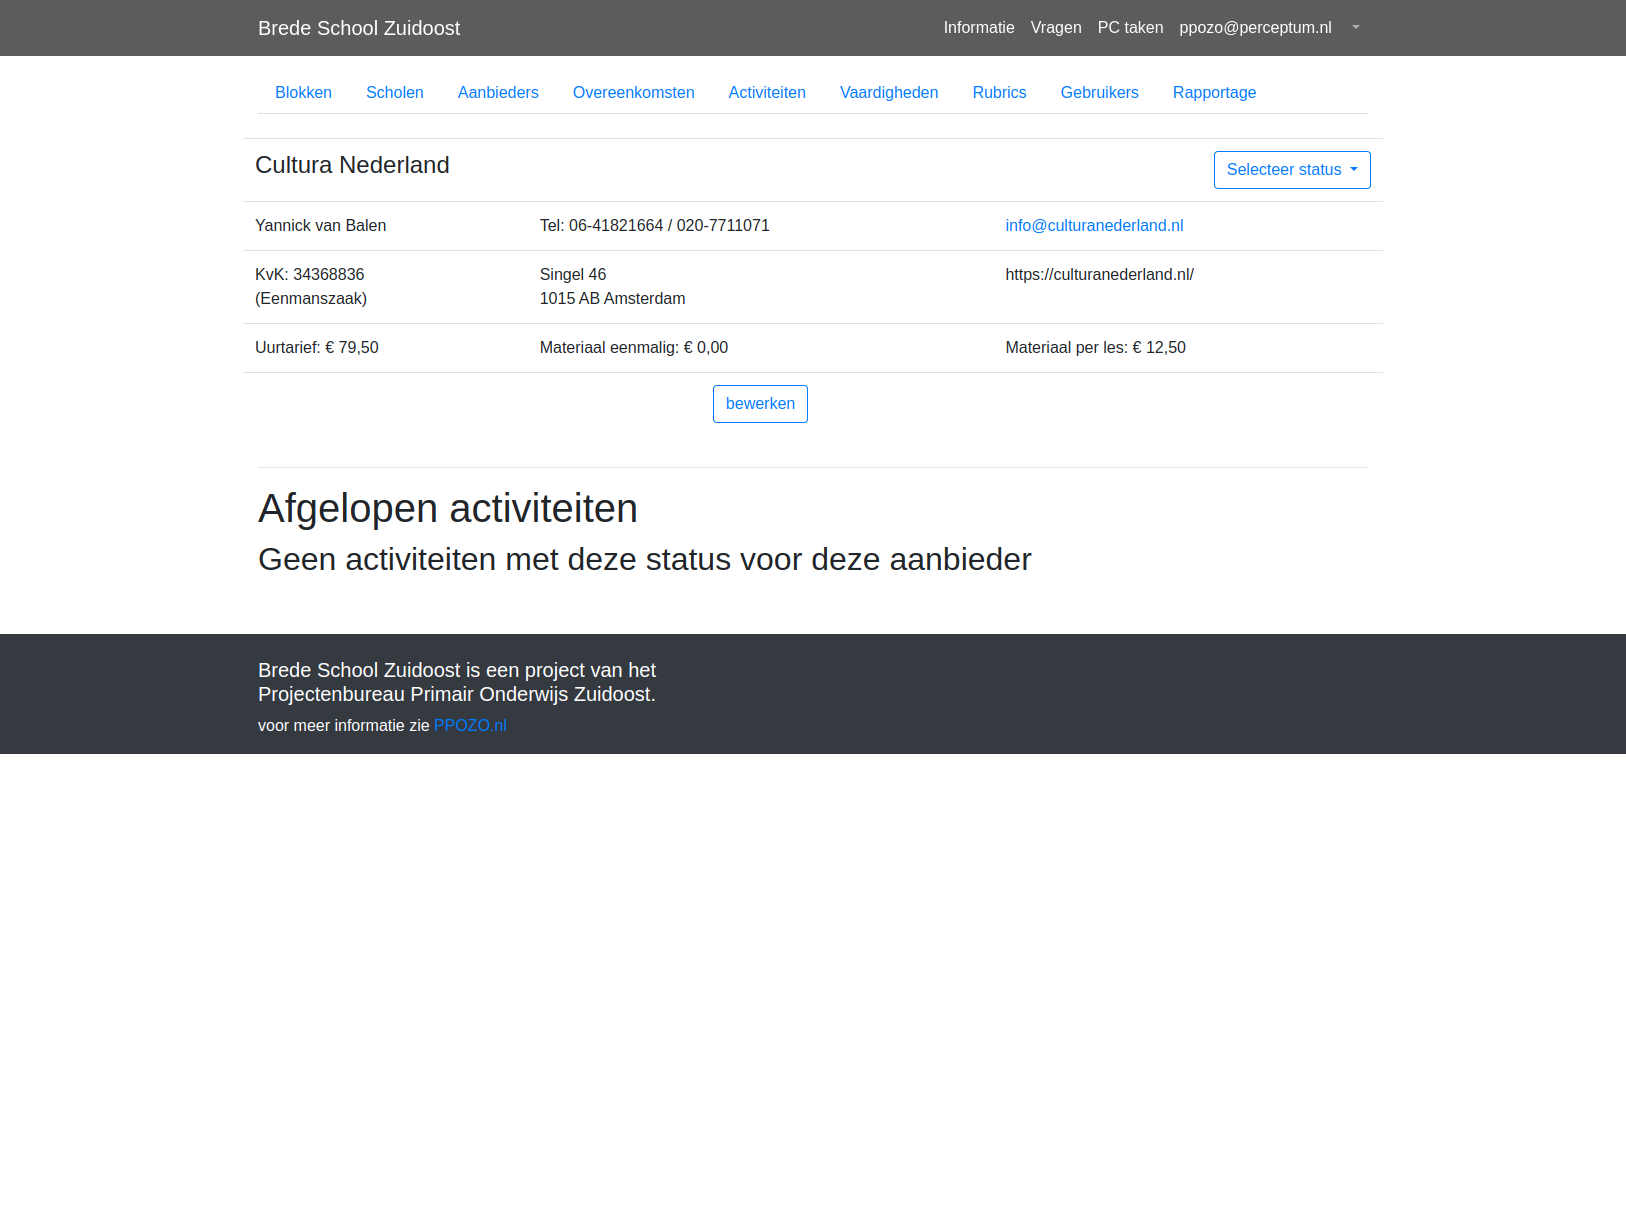 Brede School Zuidoost
Informatie Vragen PC taken ppozo@perceptum.nl
Blokken Scholen Aanbieders Overeenkomsten Activiteiten Vaardigheden Rubrics Gebruikers Rapportage
Cultura Nederland Selecteer status
Yannick van Balen Tel: 06-41821664 / 020-7711071 info@culturanederland.nl
KvK: 34368836 Singel 46 https://culturanederland.nl/
(Eenmanszaak) 1015 AB Amsterdam
Uurtarief: € 79,50 Materiaal eenmalig: € 0,00 Materiaal per les: € 12,50
bewerken
Afgelopen activiteiten
Geen activiteiten met deze status voor deze aanbieder
Brede School Zuidoost is een project van het
Projectenbureau Primair Onderwijs Zuidoost.
voor meer informatie zie PPOZO.nl